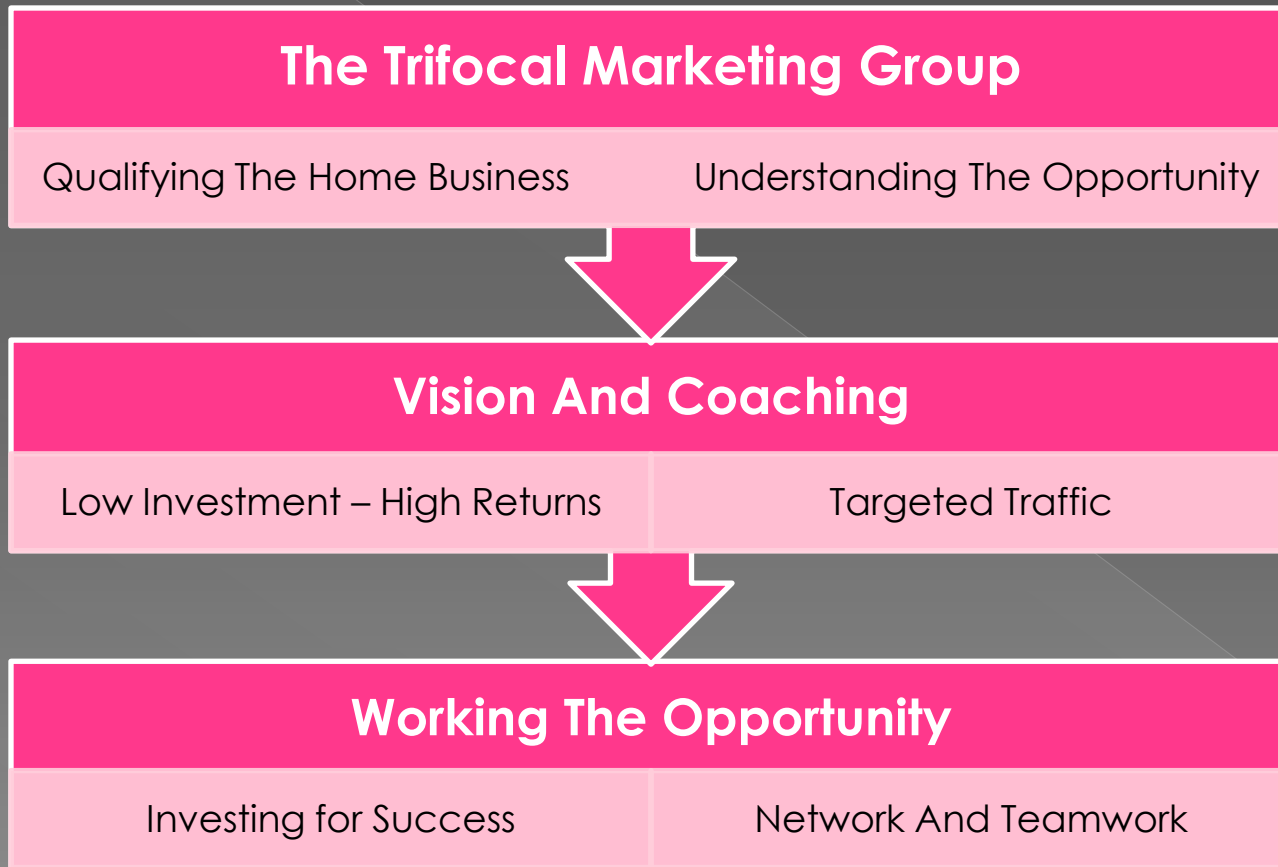 The Trifocal Marketing Group
Qualifying The Home Business
Understanding The Opportunity
Vision And Coaching
Low Investment – High Returns
Targeted Traffic
Working The Opportunity
Investing for Success
Network And Teamwork